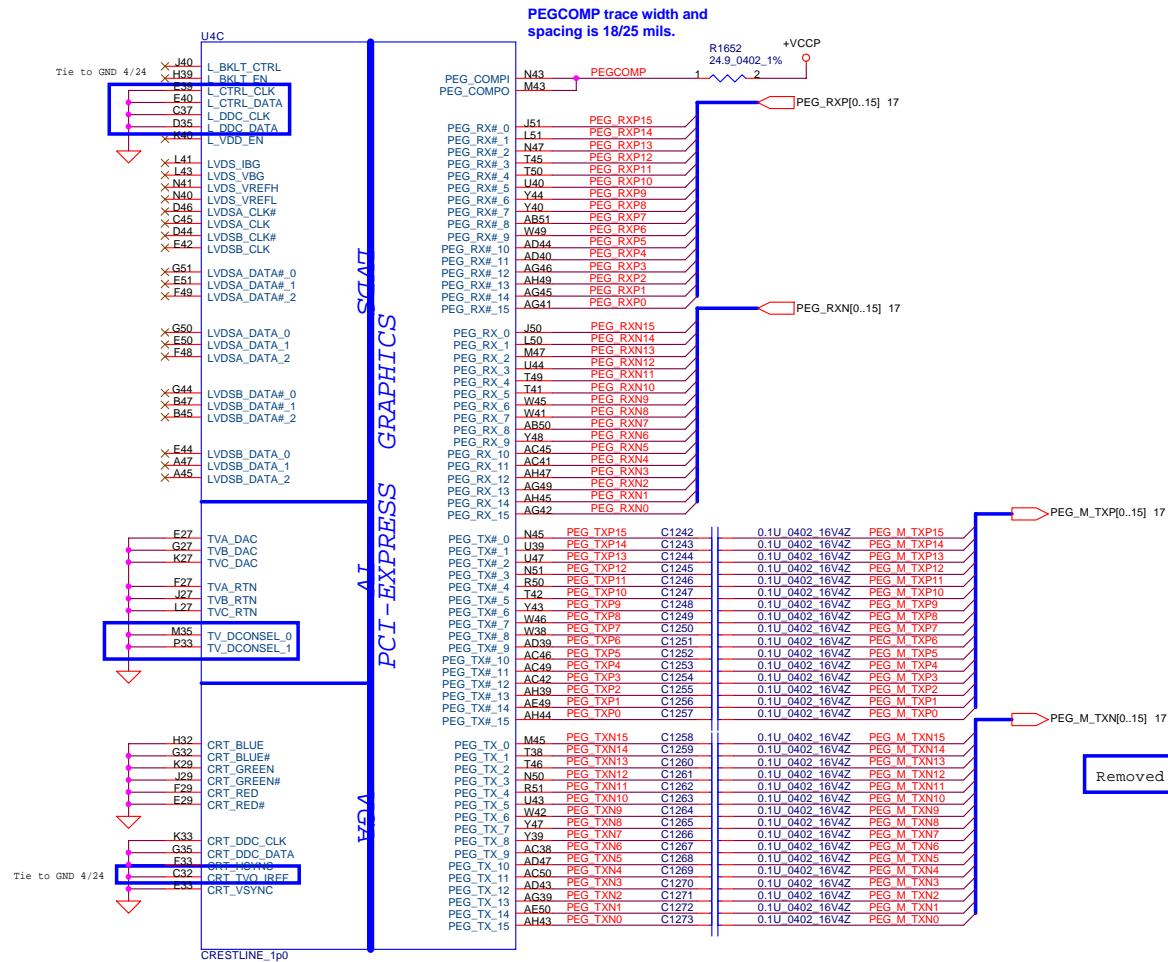 PEGCOMP trace width and
spacing is 18/25 mils.
U4C
Tie to GND 4/24
J40 L_BKLT_CTRL
H39 L_BKLT_EN
E39 L_CTRL_CLK
E40 L_CTRL_DATA
C37 L_DDC_CLK
D35 L_DDC_DATA
K40 L_VDD_EN
L41 LVDS_IBG
L43 LVDS_VBG
N41 LVDS_VREFH
N40 LVDS_VREFL
D46 LVDSA_CLK#
C45 LVDSA_CLK
D44 LVDSB_CLK#
E42 LVDSB_CLK
G51 LVDSA_DATA#_0
E51 LVDSA_DATA#_1
F49 LVDSA_DATA#_2
G50 LVDSA_DATA_0
E50 LVDSA_DATA_1
F48 LVDSA_DATA_2
G44 LVDSB_DATA#_0
B47 LVDSB_DATA#_1
B45 LVDSB_DATA#_2
E44 LVDSB_DATA_0
A47 LVDSB_DATA_1
A45 LVDSB_DATA_2
E27 TVA_DAC
G27 TVB_DAC
K27 TVC_DAC
F27 TVA_RTN
J27 TVB_RTN
L27 TVC_RTN
M35 TV_DCONSEL_0
P33 TV_DCONSEL_1
H32 CRT_BLUE
G32 CRT_BLUE#
K29 CRT_GREEN
J29 CRT_GREEN#
F29 CRT_RED
E29 CRT_RED#
K33 CRT_DDC_CLK
G35 CRT_DDC_DATA
F33 CRT_HSYNC
Tie to GND 4/24
C32 CRT_TVO_IREF
E33 CRT_VSYNC
CRESTLINE_1p0
LVDS
PCI-EXPRESS GRAPHICS
VGA
R1652
24.9_0402_1%
+VCCP
PEG_COMPI N43 PEGCOMP 1 2
PEG_COMPO M43
PEG_RXP[0..15] 17
PEG_RX#_0 J51 PEG_RXP15
PEG_RX#_1 L51 PEG_RXP14
PEG_RX#_2 N47 PEG_RXP13
PEG_RX#_3 T45 PEG_RXP12
PEG_RX#_4 T50 PEG_RXP11
PEG_RX#_5 U40 PEG_RXP10
PEG_RX#_6 Y44 PEG_RXP9
PEG_RX#_7 Y40 PEG_RXP8
PEG_RX#_8 AB51 PEG_RXP7
PEG_RX#_9 W49 PEG_RXP6
PEG_RX#_10 AD44 PEG_RXP5
PEG_RX#_11 AD40 PEG_RXP4
PEG_RX#_12 AG46 PEG_RXP3
PEG_RX#_13 AH49 PEG_RXP2
PEG_RX#_14 AG45 PEG_RXP1
PEG_RX#_15 AG41 PEG_RXP0
PEG_RXN[0..15] 17
PEG_RX_0 J50 PEG_RXN15
PEG_RX_1 L50 PEG_RXN14
PEG_RX_2 M47 PEG_RXN13
PEG_RX_3 U44 PEG_RXN12
PEG_RX_4 T49 PEG_RXN11
PEG_RX_5 T41 PEG_RXN10
PEG_RX_6 W45 PEG_RXN9
PEG_RX_7 W41 PEG_RXN8
PEG_RX_8 AB50 PEG_RXN7
PEG_RX_9 Y48 PEG_RXN6
PEG_RX_10 AC45 PEG_RXN5
PEG_RX_11 AC41 PEG_RXN4
PEG_RX_12 AH47 PEG_RXN3
PEG_RX_13 AG49 PEG_RXN2
PEG_RX_14 AH45 PEG_RXN1
PEG_RX_15 AG42 PEG_RXN0
PEG_M_TXP[0..15] 17
PEG_TX#_0 N45 PEG_TXP15 C1242 0.1U_0402_16V4Z PEG_M_TXP15
PEG_TX#_1 U39 PEG_TXP14 C1243 0.1U_0402_16V4Z PEG_M_TXP14
PEG_TX#_2 U47 PEG_TXP13 C1244 0.1U_0402_16V4Z PEG_M_TXP13
PEG_TX#_3 N51 PEG_TXP12 C1245 0.1U_0402_16V4Z PEG_M_TXP12
PEG_TX#_4 R50 PEG_TXP11 C1246 0.1U_0402_16V4Z PEG_M_TXP11
PEG_TX#_5 T42 PEG_TXP10 C1247 0.1U_0402_16V4Z PEG_M_TXP10
PEG_TX#_6 Y43 PEG_TXP9 C1248 0.1U_0402_16V4Z PEG_M_TXP9
PEG_TX#_7 W46 PEG_TXP8 C1249 0.1U_0402_16V4Z PEG_M_TXP8
PEG_TX#_8 W38 PEG_TXP7 C1250 0.1U_0402_16V4Z PEG_M_TXP7
PEG_TX#_9 AD39 PEG_TXP6 C1251 0.1U_0402_16V4Z PEG_M_TXP6
PEG_TX#_10 AC46 PEG_TXP5 C1252 0.1U_0402_16V4Z PEG_M_TXP5
PEG_TX#_11 AC49 PEG_TXP4 C1253 0.1U_0402_16V4Z PEG_M_TXP4
PEG_TX#_12 AC42 PEG_TXP3 C1254 0.1U_0402_16V4Z PEG_M_TXP3
PEG_TX#_13 AH39 PEG_TXP2 C1255 0.1U_0402_16V4Z PEG_M_TXP2
PEG_TX#_14 AE49 PEG_TXP1 C1256 0.1U_0402_16V4Z PEG_M_TXP1
PEG_TX#_15 AH44 PEG_TXP0 C1257 0.1U_0402_16V4Z PEG_M_TXP0
PEG_M_TXN[0..15] 17
PEG_TX_0 M45 PEG_TXN15 C1258 0.1U_0402_16V4Z PEG_M_TXN15
PEG_TX_1 T38 PEG_TXN14 C1259 0.1U_0402_16V4Z PEG_M_TXN14
PEG_TX_2 T46 PEG_TXN13 C1260 0.1U_0402_16V4Z PEG_M_TXN13
PEG_TX_3 N50 PEG_TXN12 C1261 0.1U_0402_16V4Z PEG_M_TXN12
PEG_TX_4 R51 PEG_TXN11 C1262 0.1U_0402_16V4Z PEG_M_TXN11
PEG_TX_5 U43 PEG_TXN10 C1263 0.1U_0402_16V4Z PEG_M_TXN10
PEG_TX_6 W42 PEG_TXN9 C1264 0.1U_0402_16V4Z PEG_M_TXN9
PEG_TX_7 Y47 PEG_TXN8 C1265 0.1U_0402_16V4Z PEG_M_TXN8
PEG_TX_8 Y39 PEG_TXN7 C1266 0.1U_0402_16V4Z PEG_M_TXN7
PEG_TX_9 AC38 PEG_TXN6 C1267 0.1U_0402_16V4Z PEG_M_TXN6
PEG_TX_10 AD47 PEG_TXN5 C1268 0.1U_0402_16V4Z PEG_M_TXN5
PEG_TX_11 AC50 PEG_TXN4 C1269 0.1U_0402_16V4Z PEG_M_TXN4
PEG_TX_12 AD43 PEG_TXN3 C1270 0.1U_0402_16V4Z PEG_M_TXN3
PEG_TX_13 AG39 PEG_TXN2 C1271 0.1U_0402_16V4Z PEG_M_TXN2
PEG_TX_14 AE50 PEG_TXN1 C1272 0.1U_0402_16V4Z PEG_M_TXN1
PEG_TX_15 AH43 PEG_TXN0 C1273 0.1U_0402_16V4Z PEG_M_TXN0
Removed